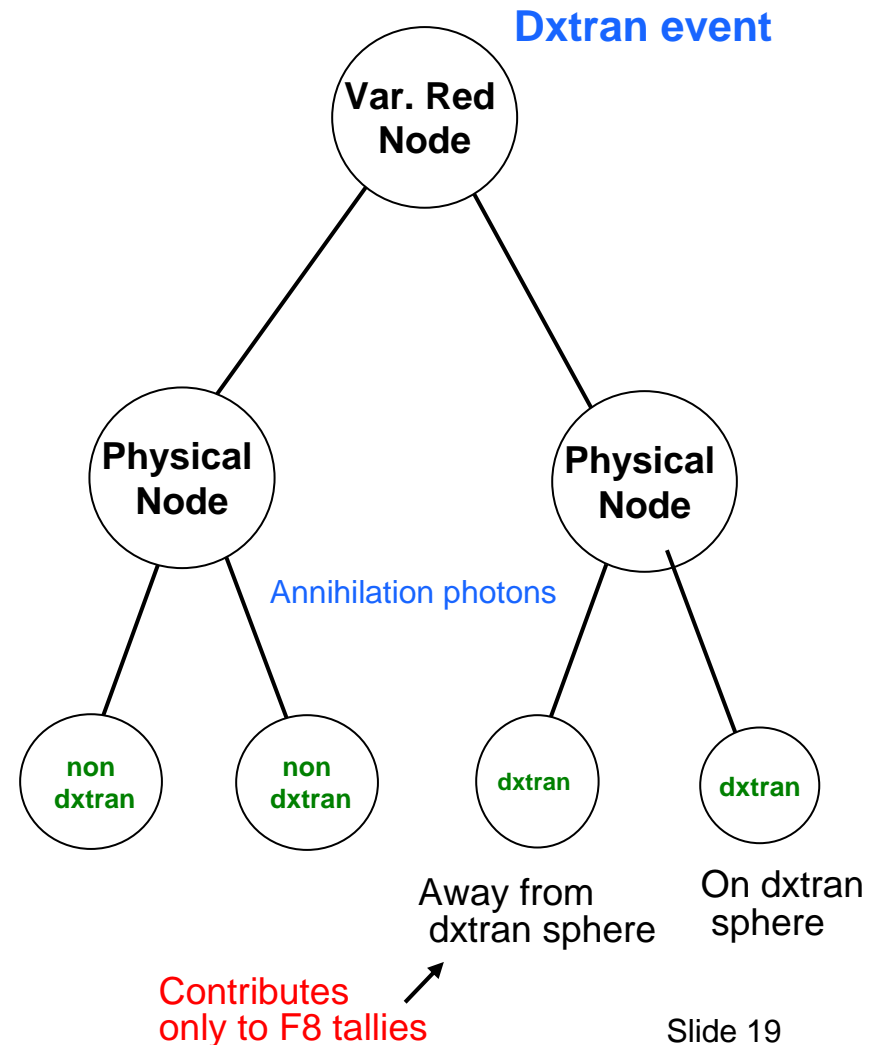 Dxtran event
Var. Red
Node
Physical
Node
Physical
Node
Annihilation photons
non
dxtran
non
dxtran
dxtran
dxtran
Away from
dxtran sphere
On dxtran
sphere
Contributes
only to F8 tallies
Slide 19